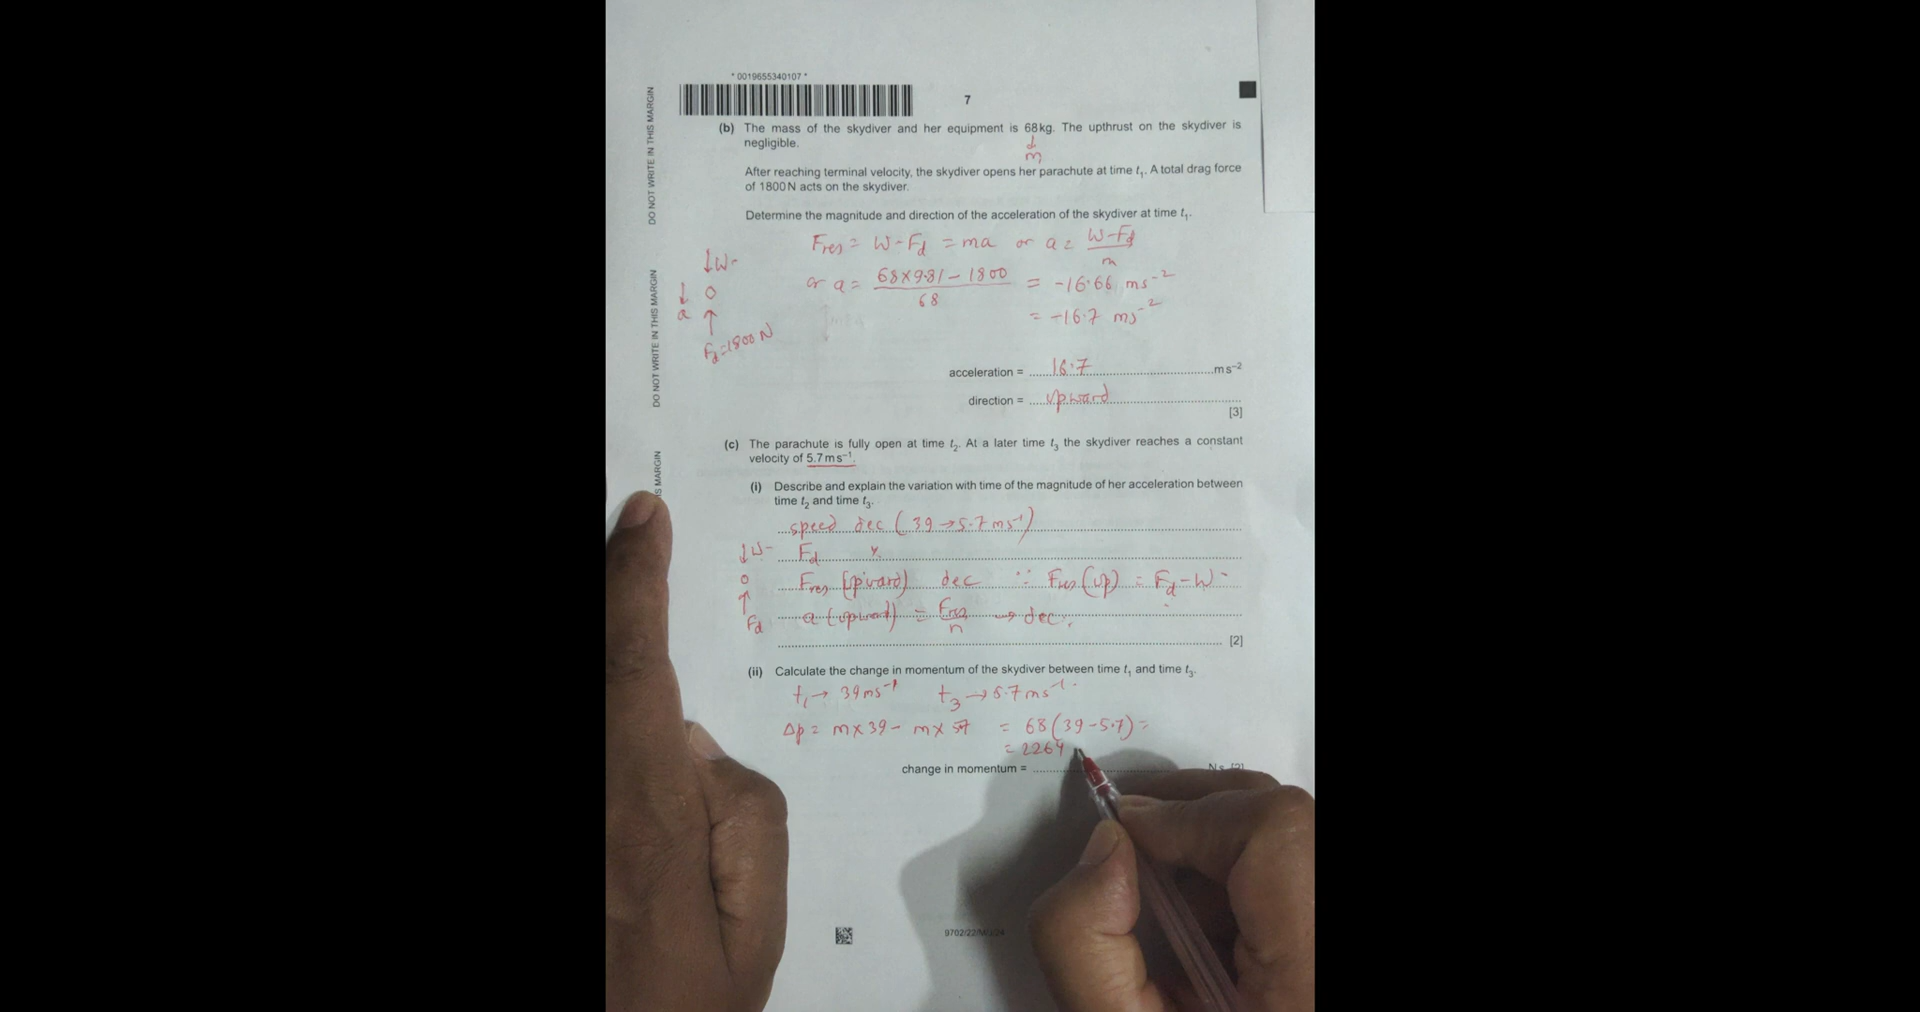 * 0019655340107 *
7
DO NOT WRITE IN THIS MARGIN
DO NOT WRITE IN THIS MARGIN
IS MARGIN
(b) The mass of the skydiver and her equipment is 68 kg. The upthrust on the skydiver is
negligible.
↓
m
After reaching terminal velocity, the skydiver opens her parachute at time t₁. A total drag force
of 1800 N acts on the skydiver.
Determine the magnitude and direction of the acceleration of the skydiver at time t₁.
Fres = W - Fd = ma or a = (W-Fd)/m
or a = (68×9.81 - 1800)/68 = -16.66 ms⁻²
= -16.7 ms⁻²
↓W
↓ O
a ↑
Fd=1800 N
acceleration = 16.7 m s⁻²
direction = upward
[3]
(c) The parachute is fully open at time t₂. At a later time t₃ the skydiver reaches a constant
velocity of 5.7 m s⁻¹.
(i) Describe and explain the variation with time of the magnitude of her acceleration between
time t₂ and time t₃.
speed dec (39→5.7 ms⁻¹)
↓W Fd
O Fres (upward) dec ∵ Fres (up) = Fd - W
↑
Fd a (upward) = Fres/m → dec.
[2]
(ii) Calculate the change in momentum of the skydiver between time t₁ and time t₃.
t₁ → 39 ms⁻¹ t₃ → 5.7 ms⁻¹
Δp = m×39 - m×5.7 = 68(39-5.7) =
= 2264
change in momentum =
9702/22/